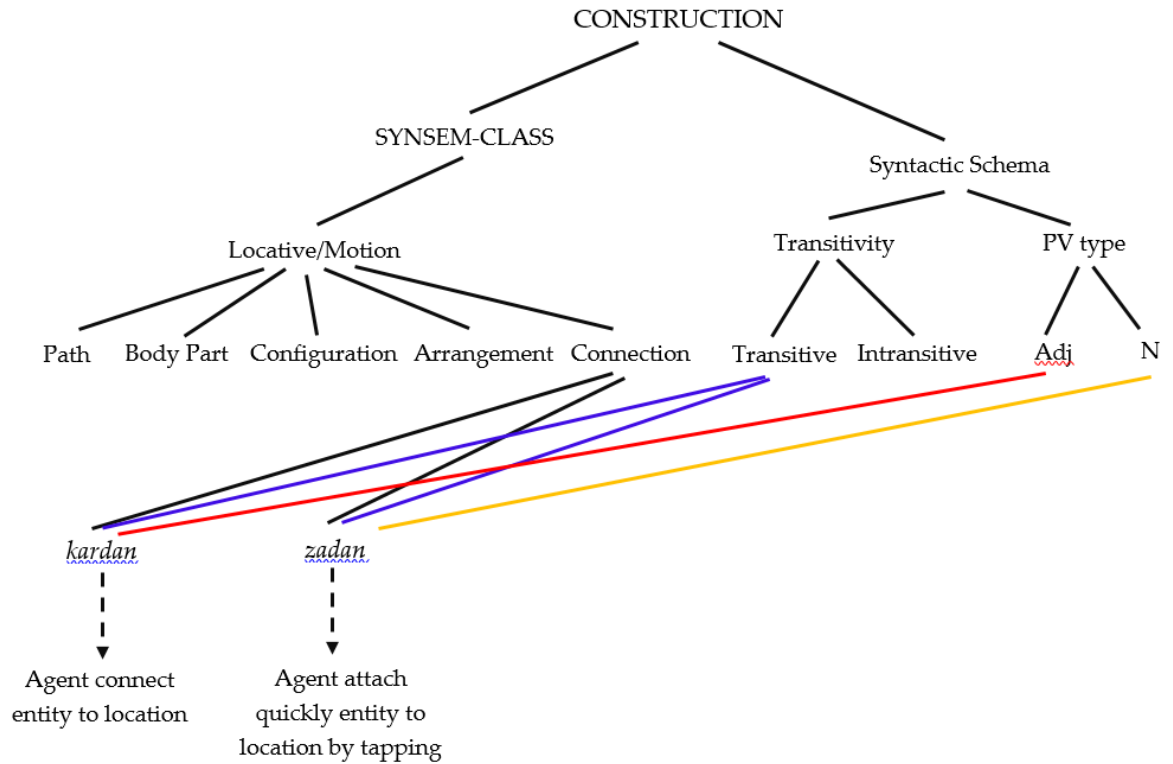 CONSTRUCTION
SYNSEM-CLASS
Syntactic Schema
Locative/Motion
Transitivity
PV type
Path
Body Part
Configuration
Arrangement
Connection
Transitive
Intransitive
Adj
N
kardan
zadan
Agent connect
entity to location
Agent attach
quickly entity to
location by tapping